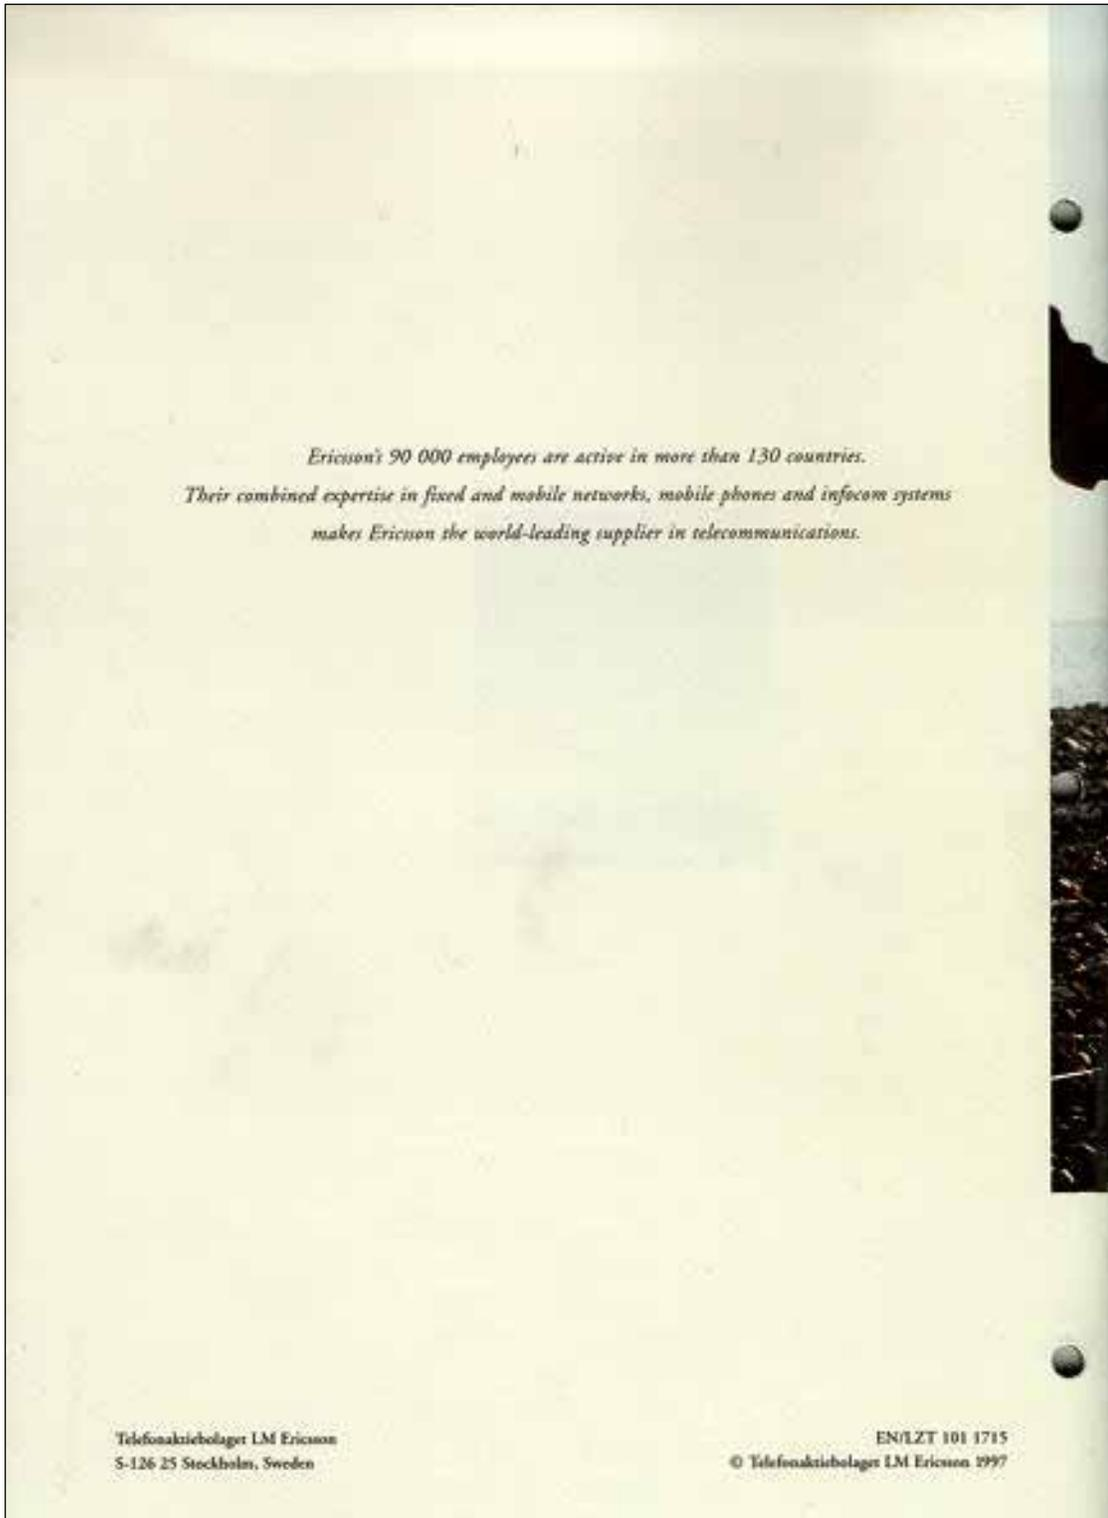 Ericsson's 90 000 employees are active in more than 130 countries.
Their combined expertise in fixed and mobile networks, mobile phones and infocom systems
makes Ericsson the world-leading supplier in telecommunications.
Telefonaktiebolaget LM Ericsson
S-126 25 Stockholm, Sweden
EN/LZT 101 1715
© Telefonaktiebolaget LM Ericsson 1997